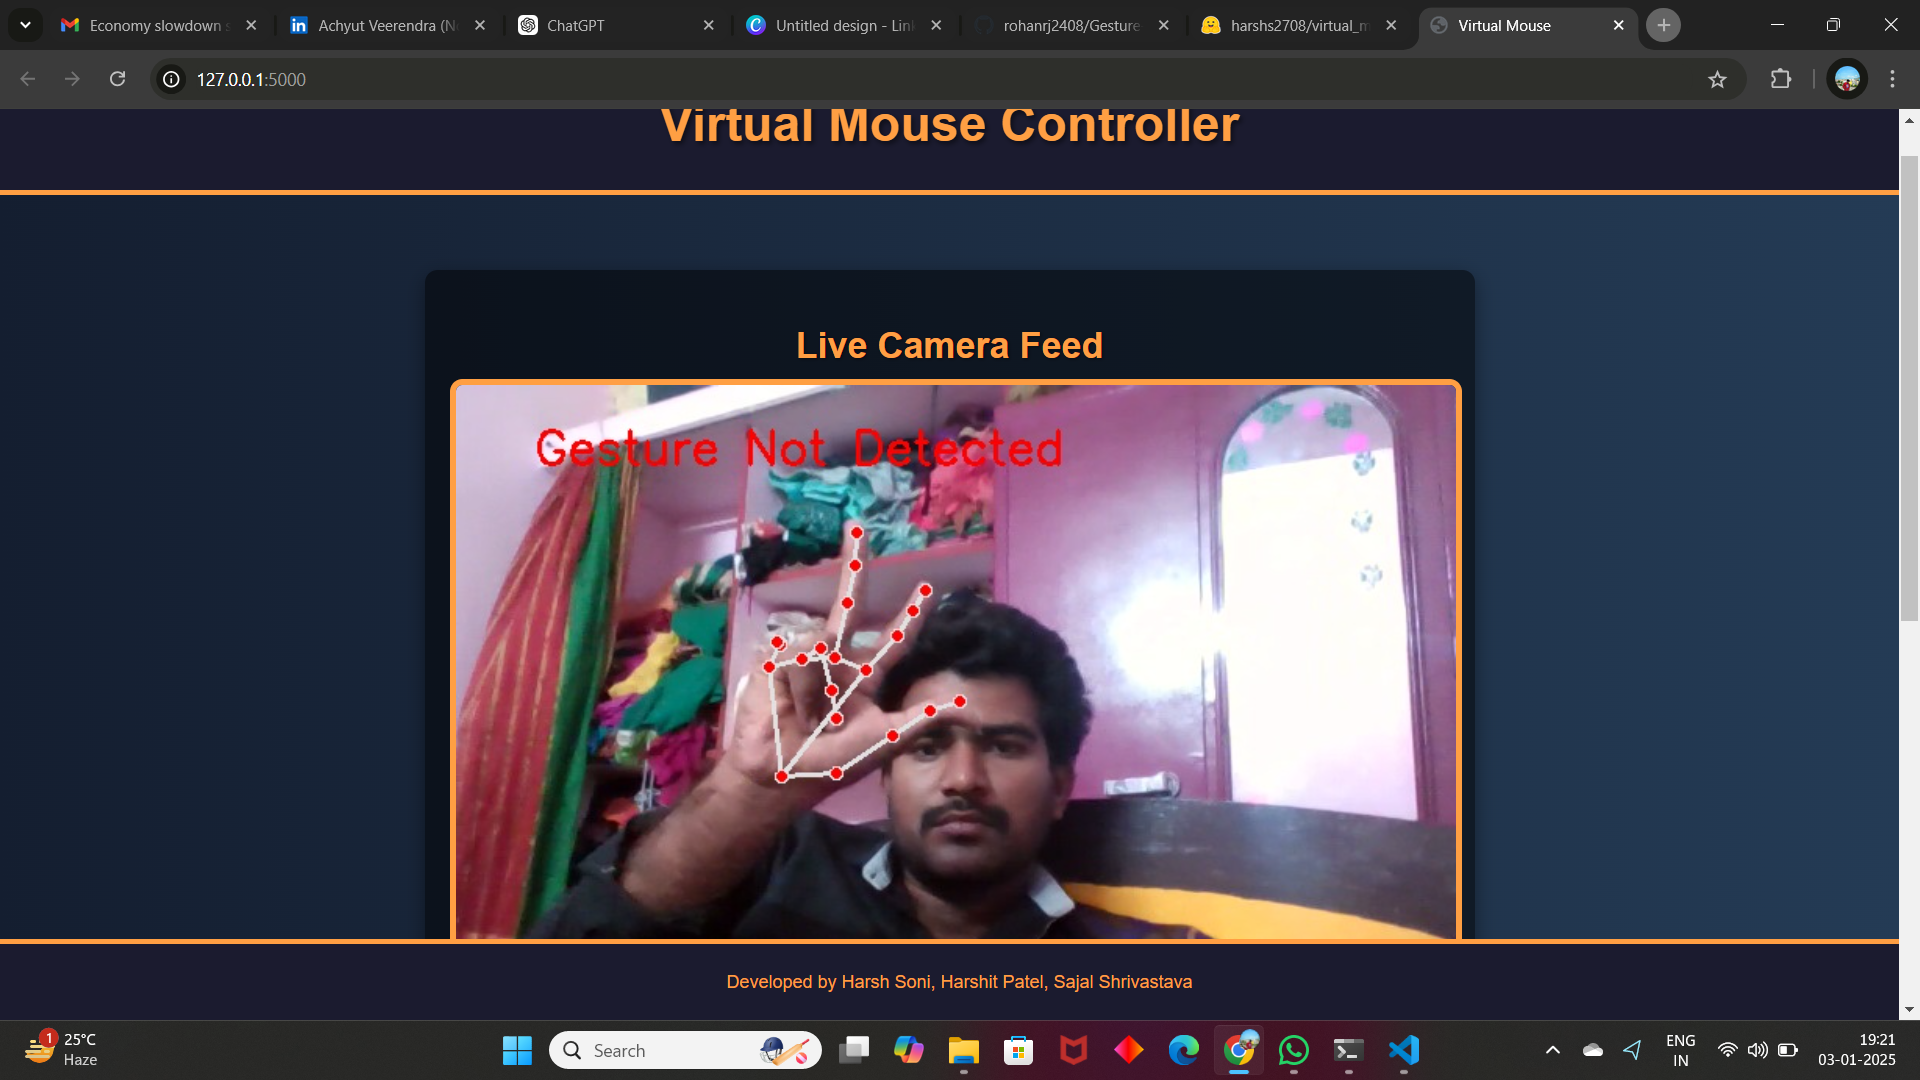 Economy slowdown s
Achyut Veerendra (N
ChatGPT
Untitled design - Lin
rohanrj2408/Gesture
harshs2708/virtual_m
Virtual Mouse
127.0.0.1:5000
Virtual Mouse Controller
Live Camera Feed
Gesture Not Detected
Developed by Harsh Soni, Harshit Patel, Sajal Shrivastava
1
25°C
Haze
Search
ENG
IN
19:21
03-01-2025